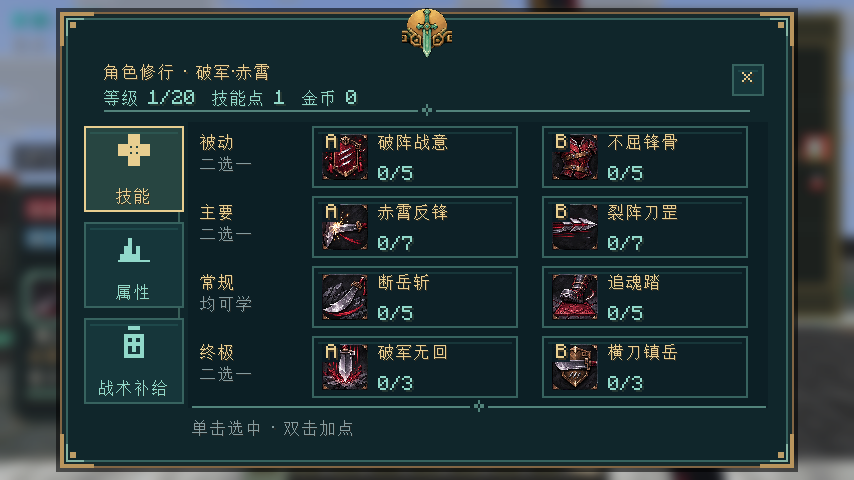 角色修行 · 破军·赤霄
等级 1/20 技能点 1 金币 0
×
技能
属性
战术补给
被动
二选一
A 破阵战意
0/5
B 不屈锋骨
0/5
主要
二选一
A 赤霄反锋
0/7
B 裂阵刀罡
0/7
常规
均可学
断岳斩
0/5
追魂踏
0/5
终极
二选一
A 破军无回
0/3
B 横刀镇岳
0/3
单击选中 · 双击加点